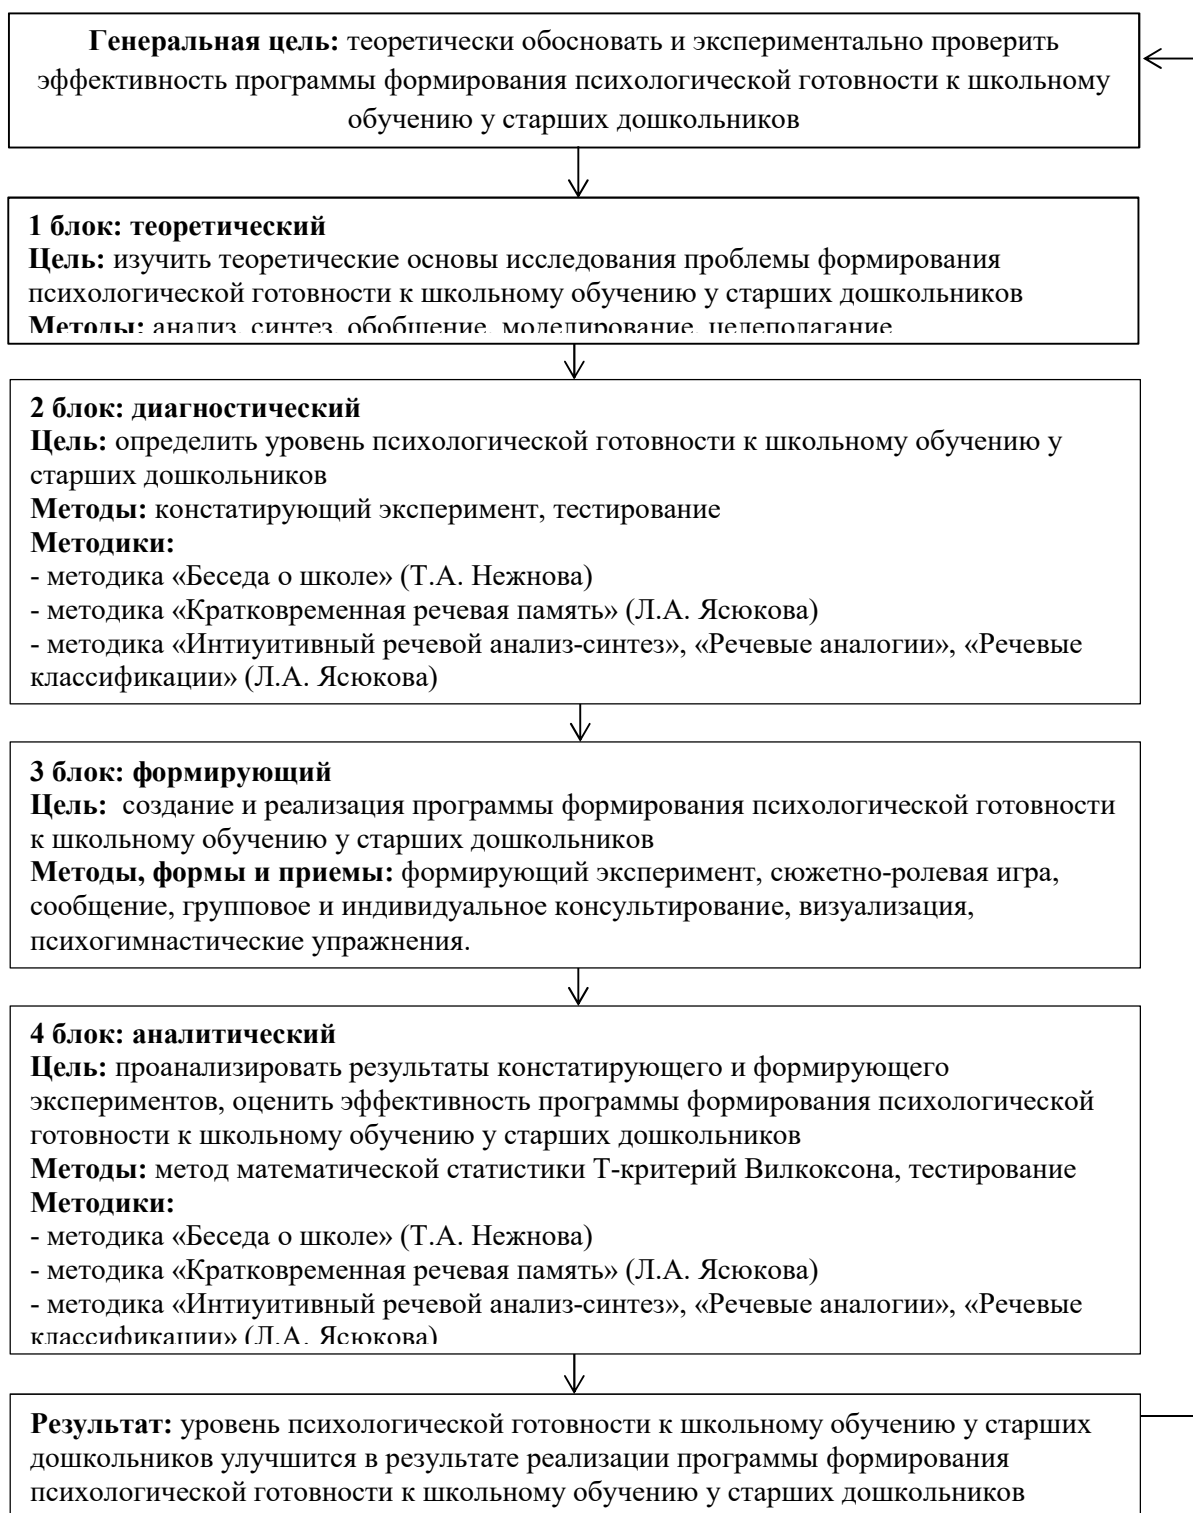 Генеральная цель: теоретически обосновать и экспериментально проверить
эффективность программы формирования психологической готовности к школьному
обучению у старших дошкольников
1 блок: теоретический
Цель: изучить теоретические основы исследования проблемы формирования
психологической готовности к школьному обучению у старших дошкольников
Методы: анализ, синтез, обобщение, моделирование, целеполагание
2 блок: диагностический
Цель: определить уровень психологической готовности к школьному обучению у
старших дошкольников
Методы: констатирующий эксперимент, тестирование
Методики:
- методика «Беседа о школе» (Т.А. Нежнова)
- методика «Кратковременная речевая память» (Л.А. Ясюкова)
- методика «Интиуитивный речевой анализ-синтез», «Речевые аналогии», «Речевые
классификации» (Л.А. Ясюкова)
3 блок: формирующий
Цель: создание и реализация программы формирования психологической готовности
к школьному обучению у старших дошкольников
Методы, формы и приемы: формирующий эксперимент, сюжетно-ролевая игра,
сообщение, групповое и индивидуальное консультирование, визуализация,
психогимнастические упражнения.
4 блок: аналитический
Цель: проанализировать результаты констатирующего и формирующего
экспериментов, оценить эффективность программы формирования психологической
готовности к школьному обучению у старших дошкольников
Методы: метод математической статистики Т-критерий Вилкоксона, тестирование
Методики:
- методика «Беседа о школе» (Т.А. Нежнова)
- методика «Кратковременная речевая память» (Л.А. Ясюкова)
- методика «Интиуитивный речевой анализ-синтез», «Речевые аналогии», «Речевые
классификации» (Л.А. Ясюкова)
Результат: уровень психологической готовности к школьному обучению у старших
дошкольников улучшится в результате реализации программы формирования
психологической готовности к школьному обучению у старших дошкольников